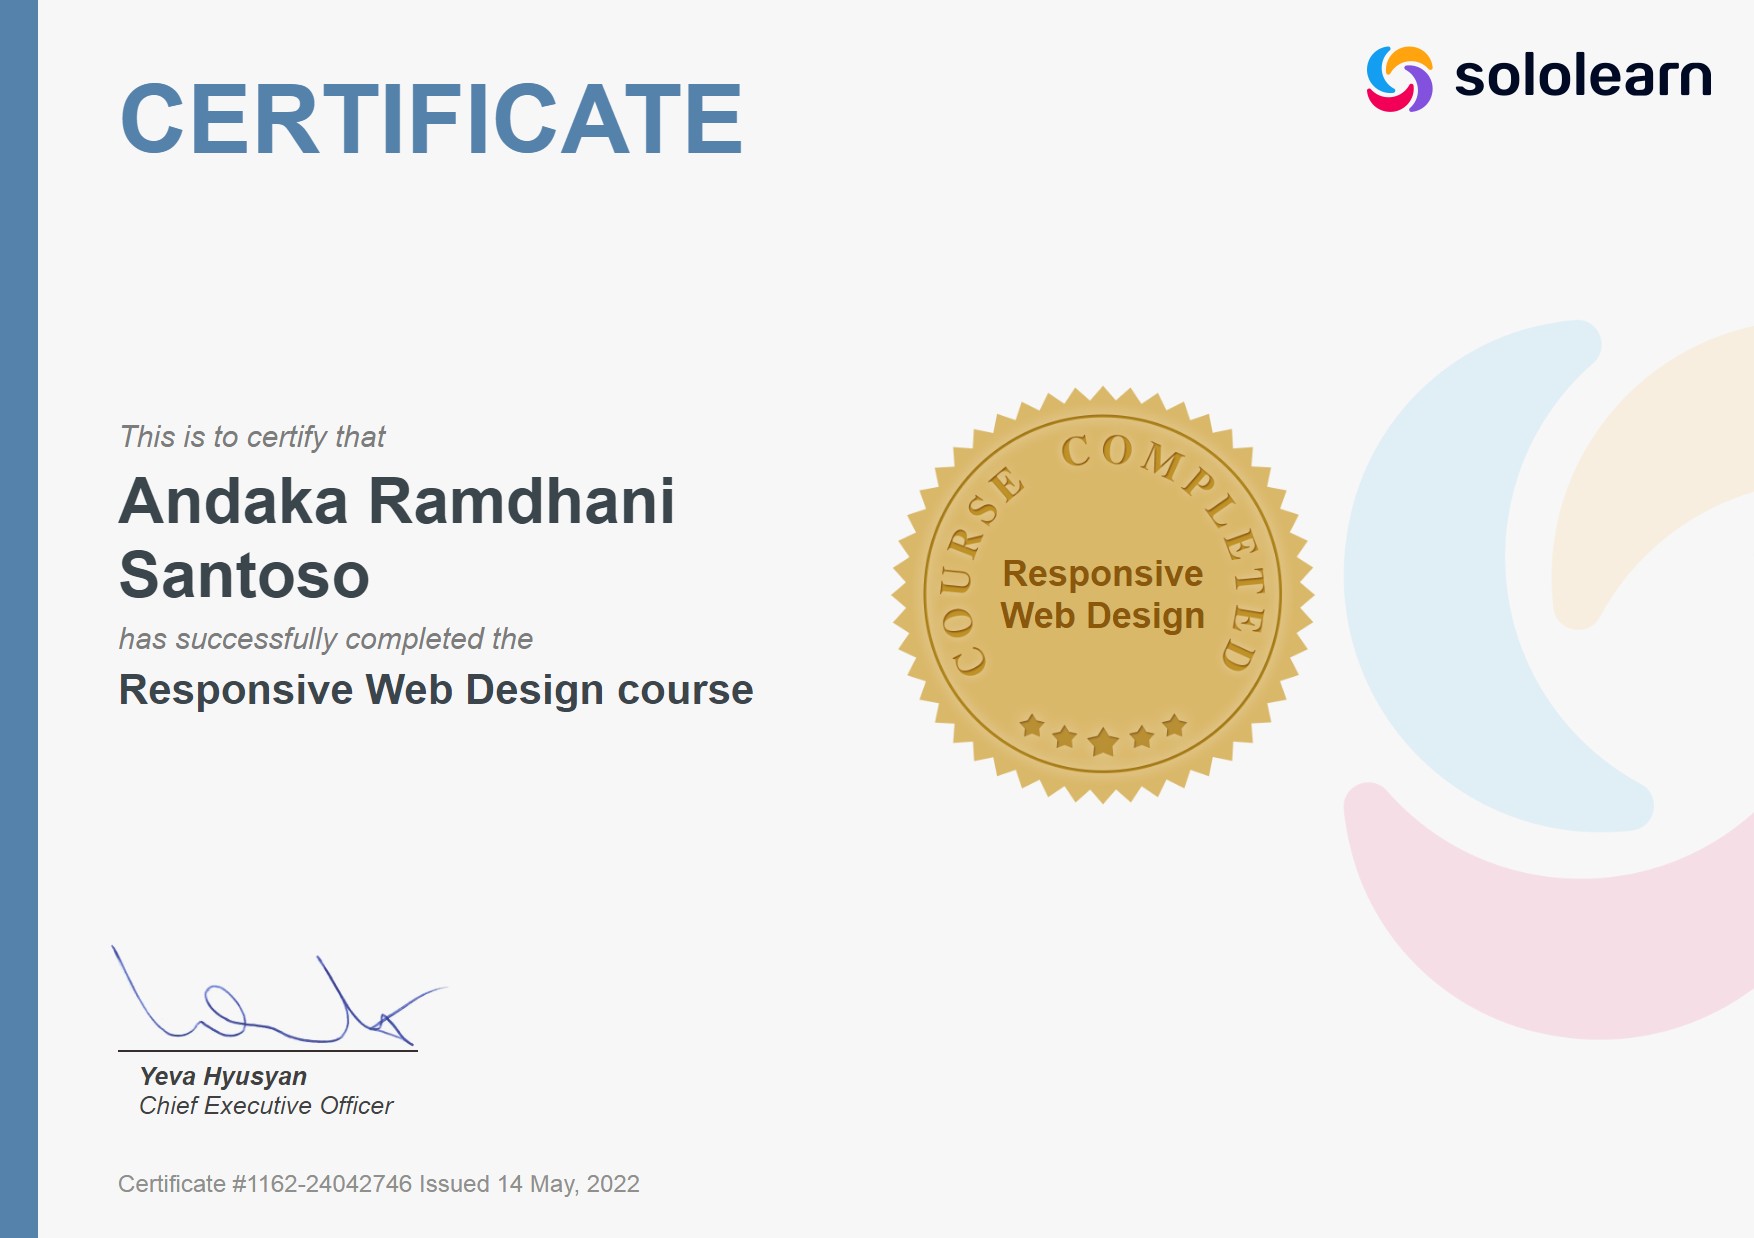 CERTIFICATE
sololearn
This is to certify that
Andaka Ramdhani
Santoso
has successfully completed the
Responsive Web Design course
COURSE COMPLETED
Responsive
Web Design
Yeva Hyusyan
Chief Executive Officer
Certificate #1162-24042746 Issued 14 May, 2022